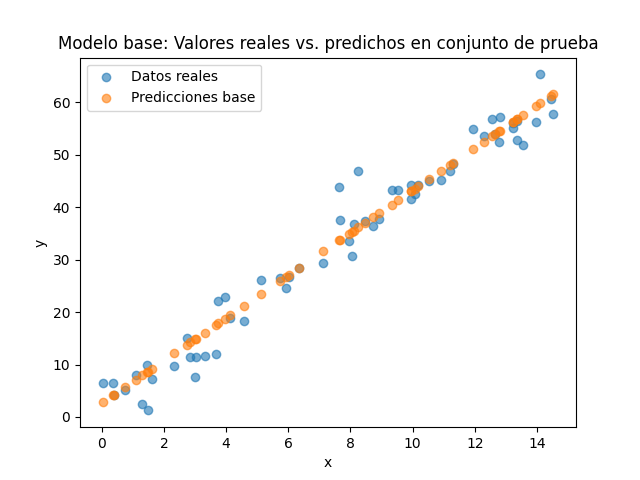 Modelo base: Valores reales vs. predichos en conjunto de prueba
Datos reales
Predicciones base
60
50
40
30
20
10
0
y
0 2 4 6 8 10 12 14
x